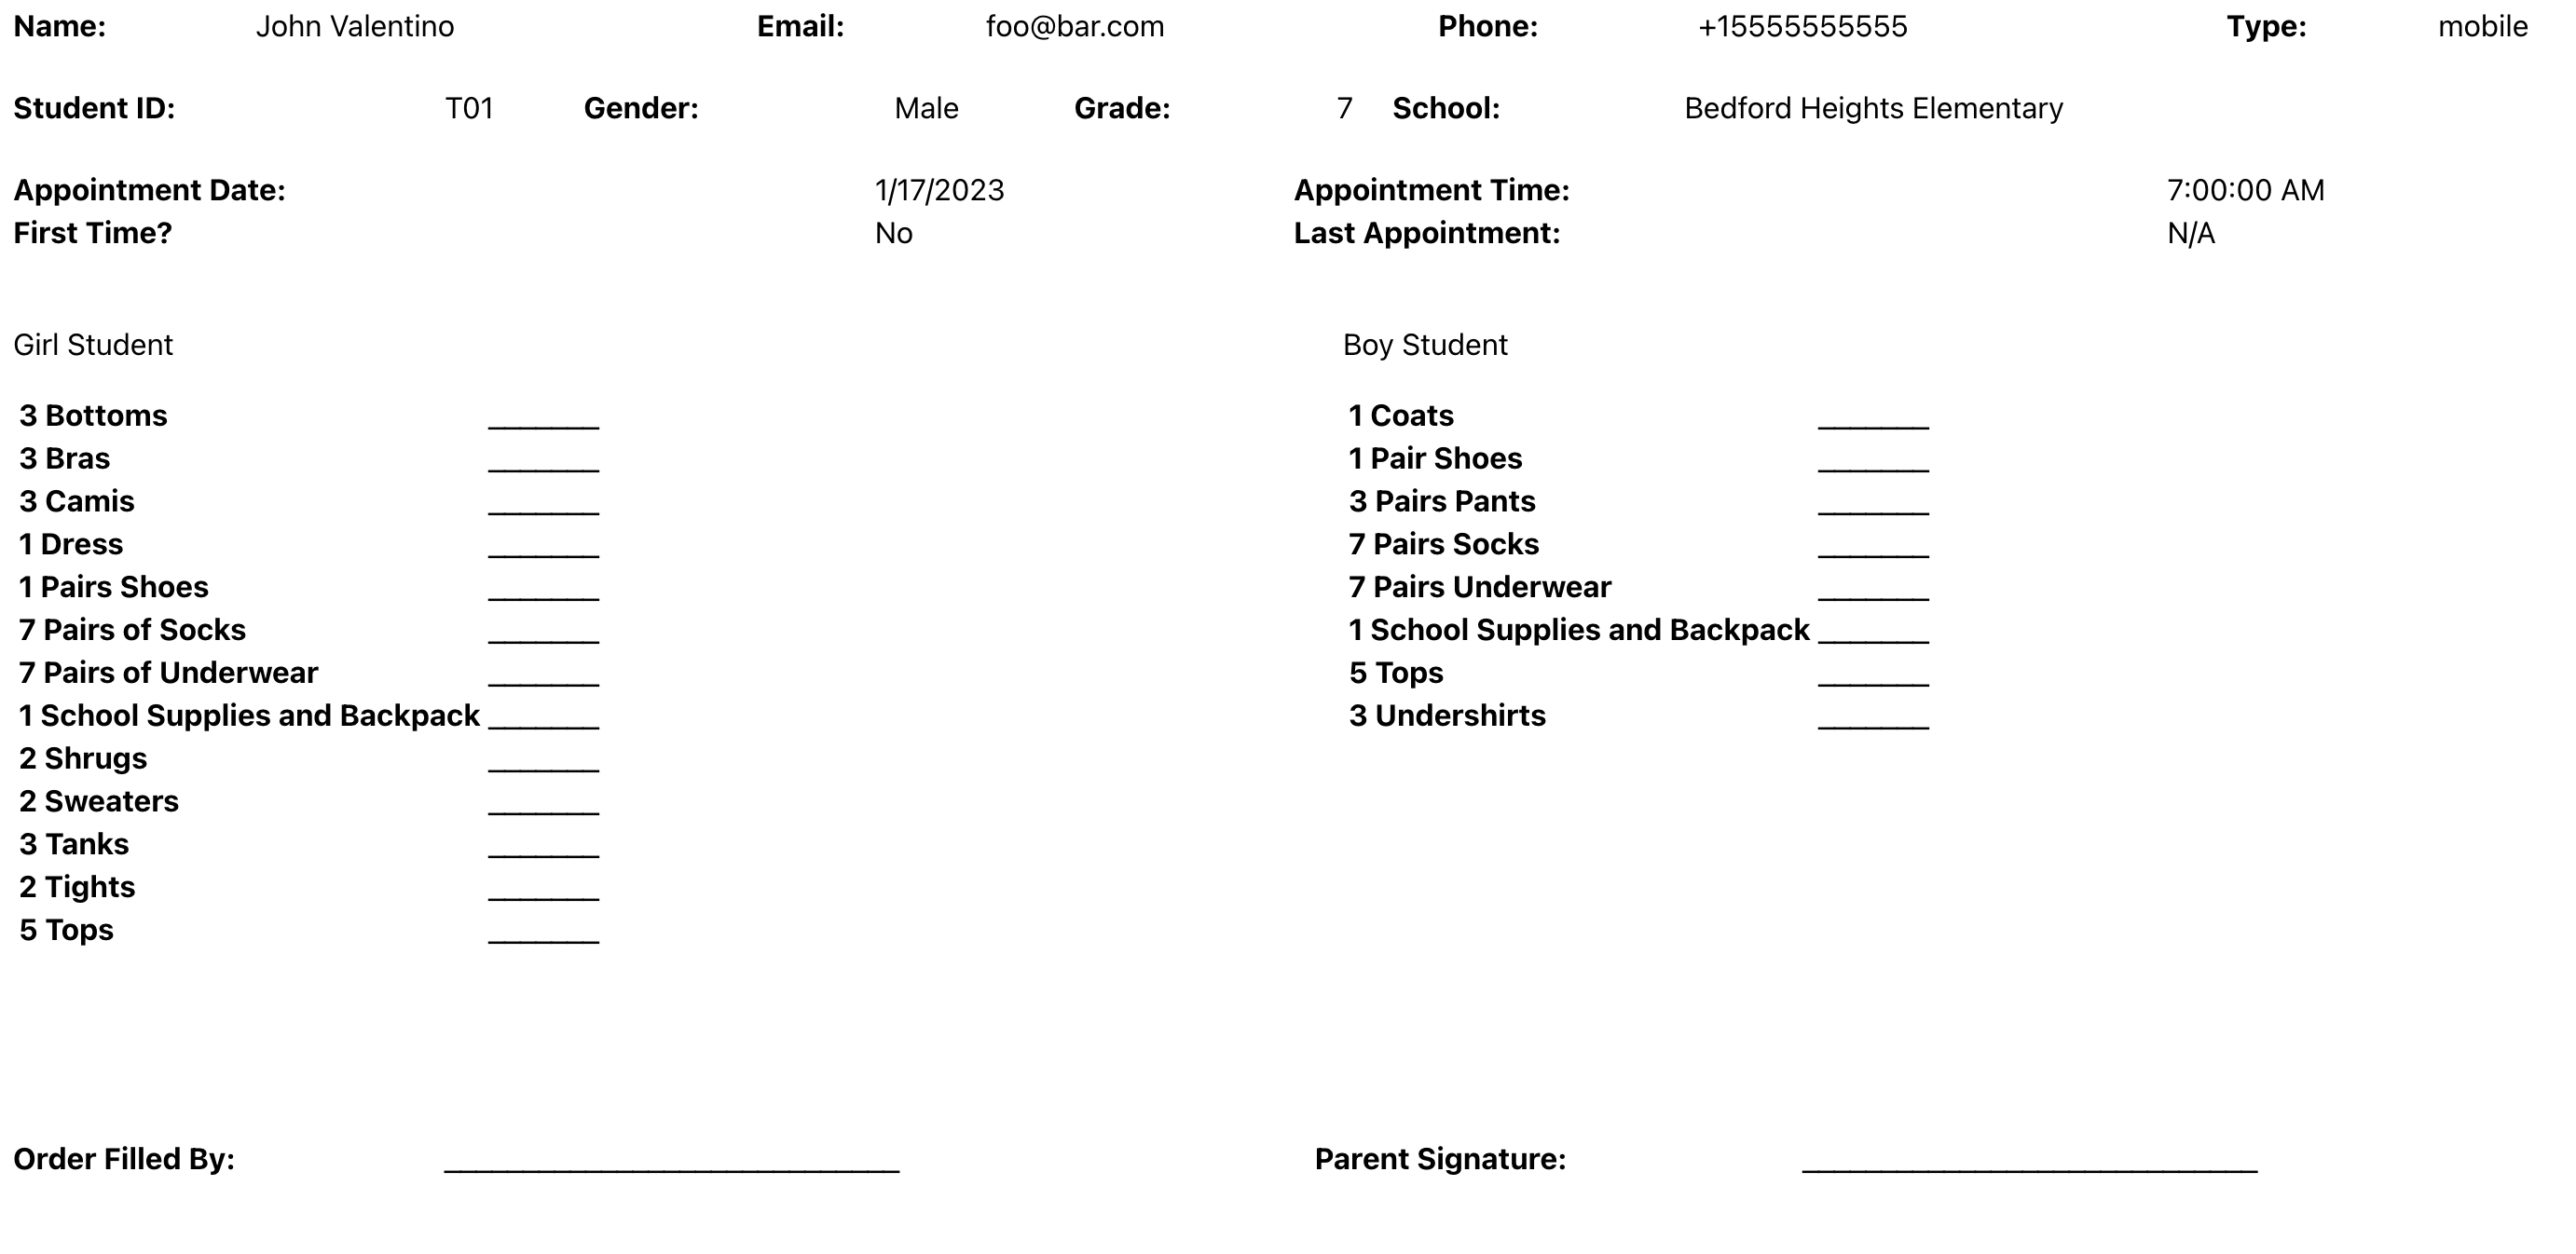 Name: John Valentino Email: foo@bar.com Phone: +15555555555 Type: mobile
Student ID: T01 Gender: Male Grade: 7 School: Bedford Heights Elementary
Appointment Date: 1/17/2023 Appointment Time: 7:00:00 AM
First Time? No Last Appointment: N/A
Girl Student
3 Bottoms _______
3 Bras _______
3 Camis _______
1 Dress _______
1 Pairs Shoes _______
7 Pairs of Socks _______
7 Pairs of Underwear _______
1 School Supplies and Backpack _______
2 Shrugs _______
2 Sweaters _______
3 Tanks _______
2 Tights _______
5 Tops _______
Boy Student
1 Coats _______
1 Pair Shoes _______
3 Pairs Pants _______
7 Pairs Socks _______
7 Pairs Underwear _______
1 School Supplies and Backpack _______
5 Tops _______
3 Undershirts _______
Order Filled By: _____________________________ Parent Signature: _____________________________